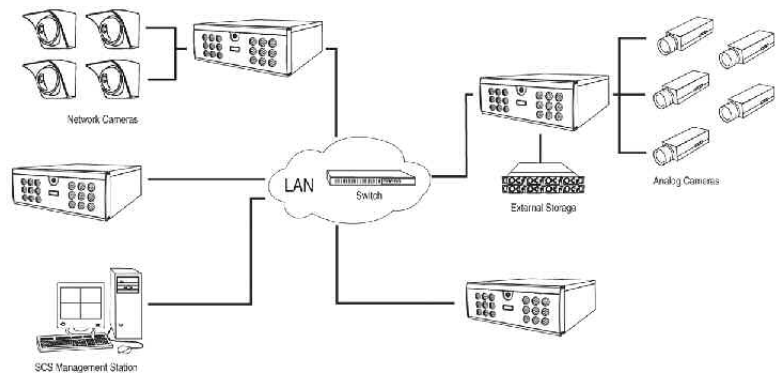 Network Cameras
LAN
Switch
External Storage
Analog Cameras
SCS Management Station